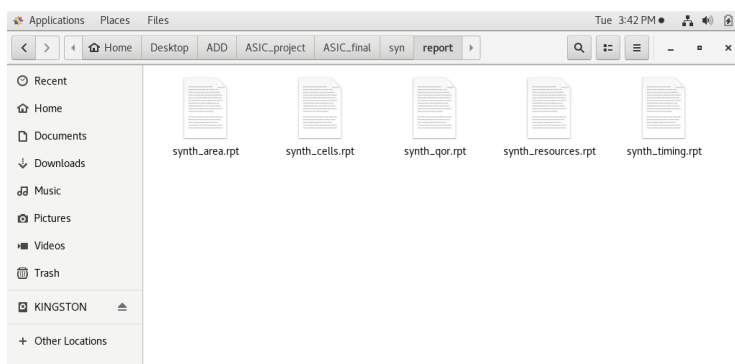 Applications Places Files Tue 3:42 PM
Home Desktop ADD ASIC_project ASIC_final syn report
Recent
Home
Documents
Downloads
Music
Pictures
Videos
Trash
KINGSTON
+ Other Locations
synth_area.rpt synth_cells.rpt synth_qor.rpt synth_resources.rpt synth_timing.rpt